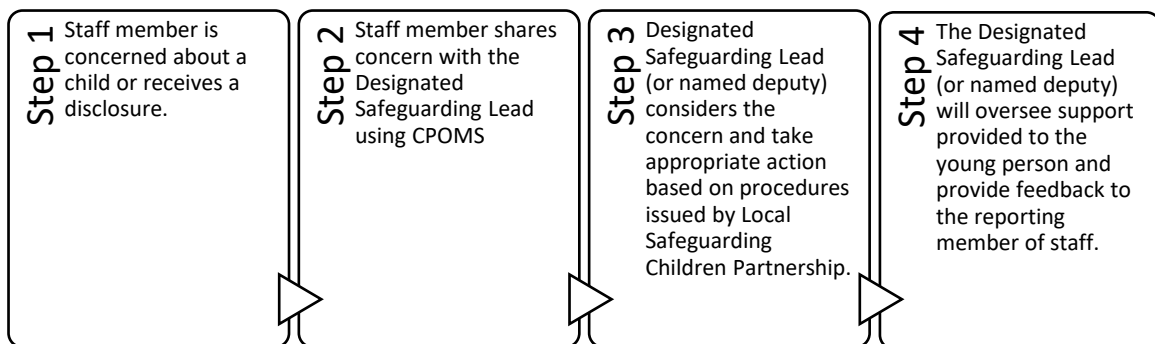 Step 1
Staff member is
concerned about a
child or receives a
disclosure.
Step 2
Staff member shares
concern with the
Designated
Safeguarding Lead
using CPOMS
Step 3
Designated
Safeguarding Lead
(or named deputy)
considers the
concern and take
appropriate action
based on procedures
issued by Local
Safeguarding
Children Partnership.
Step 4
The Designated
Safeguarding Lead
(or named deputy)
will oversee support
provided to the
young person and
provide feedback to
the reporting
member of staff.